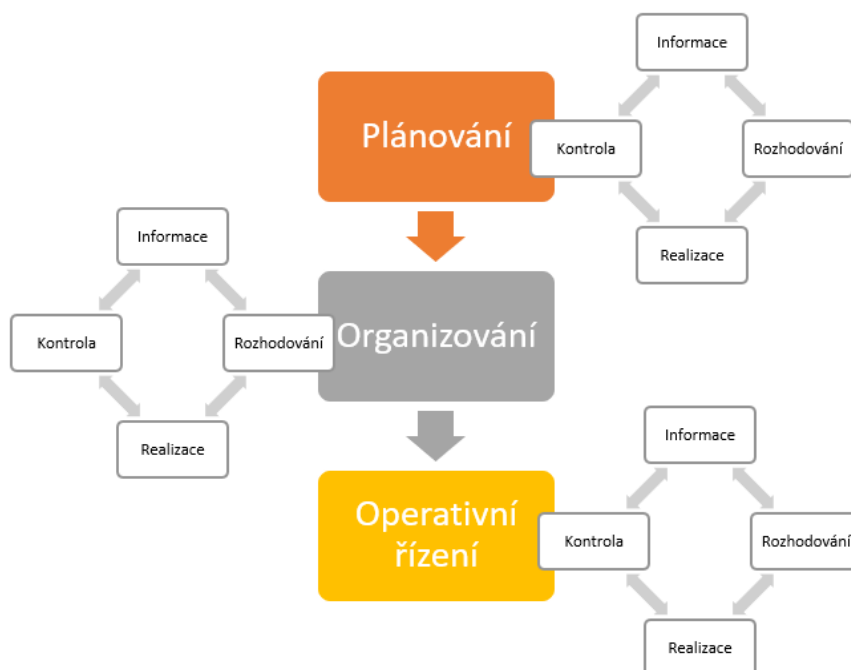 Informace
Plánování
Kontrola
Rozhodování
Realizace
Informace
Kontrola
Rozhodování
Organizování
Realizace
Informace
Operativní
řízení
Kontrola
Rozhodování
Realizace